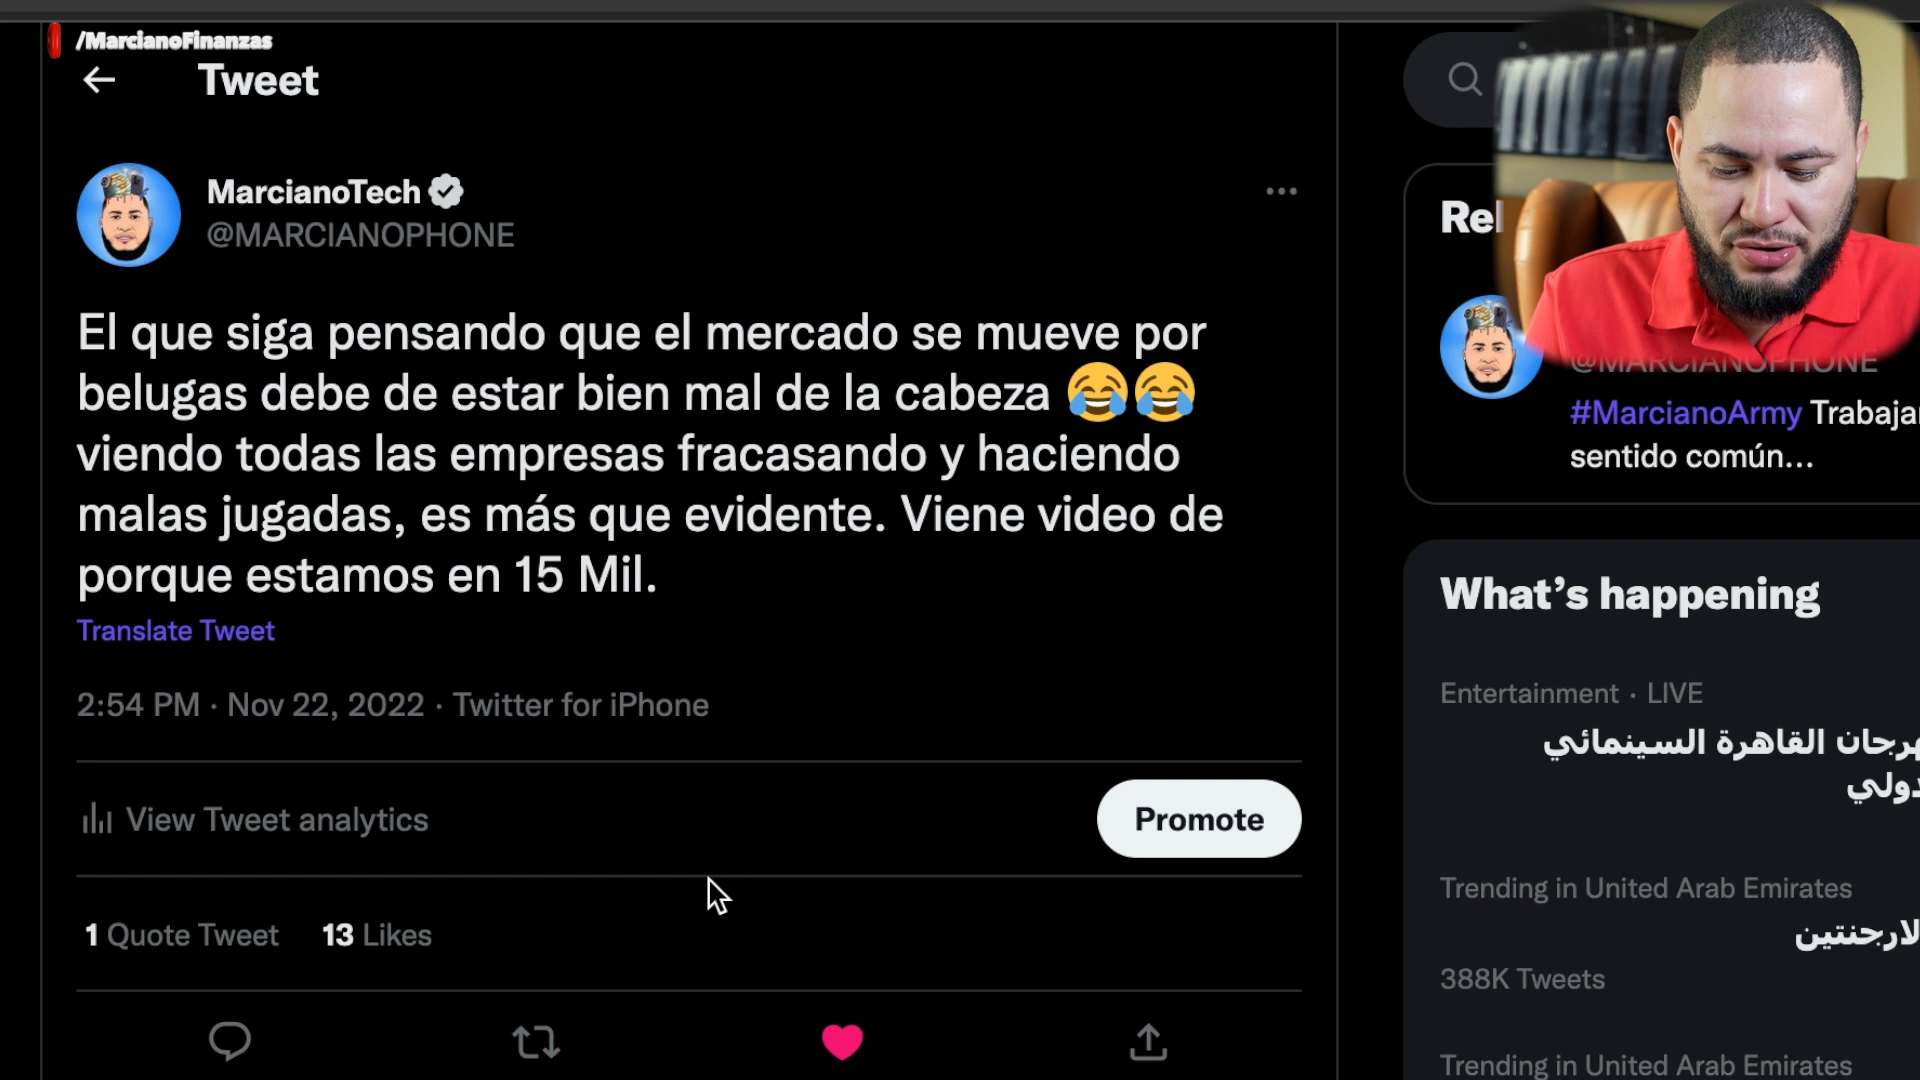 /MarcianoFinanzas
Tweet
MarcianoTech
@MARCIANOPHONE
El que siga pensando que el mercado se mueve por
belugas debe de estar bien mal de la cabeza 😂😂
viendo todas las empresas fracasando y haciendo
malas jugadas, es más que evidente. Viene video de
porque estamos en 15 Mil.
Translate Tweet
2:54 PM · Nov 22, 2022 · Twitter for iPhone
View Tweet analytics
Promote
1 Quote Tweet 13 Likes
Rel
@MARCIANOPHONE
#MarcianoArmy Trabajar
sentido común...
What's happening
Entertainment · LIVE
القاهرة السينمائي
Trending in United Arab Emirates
388K Tweets
Trending in United Arab Emirates